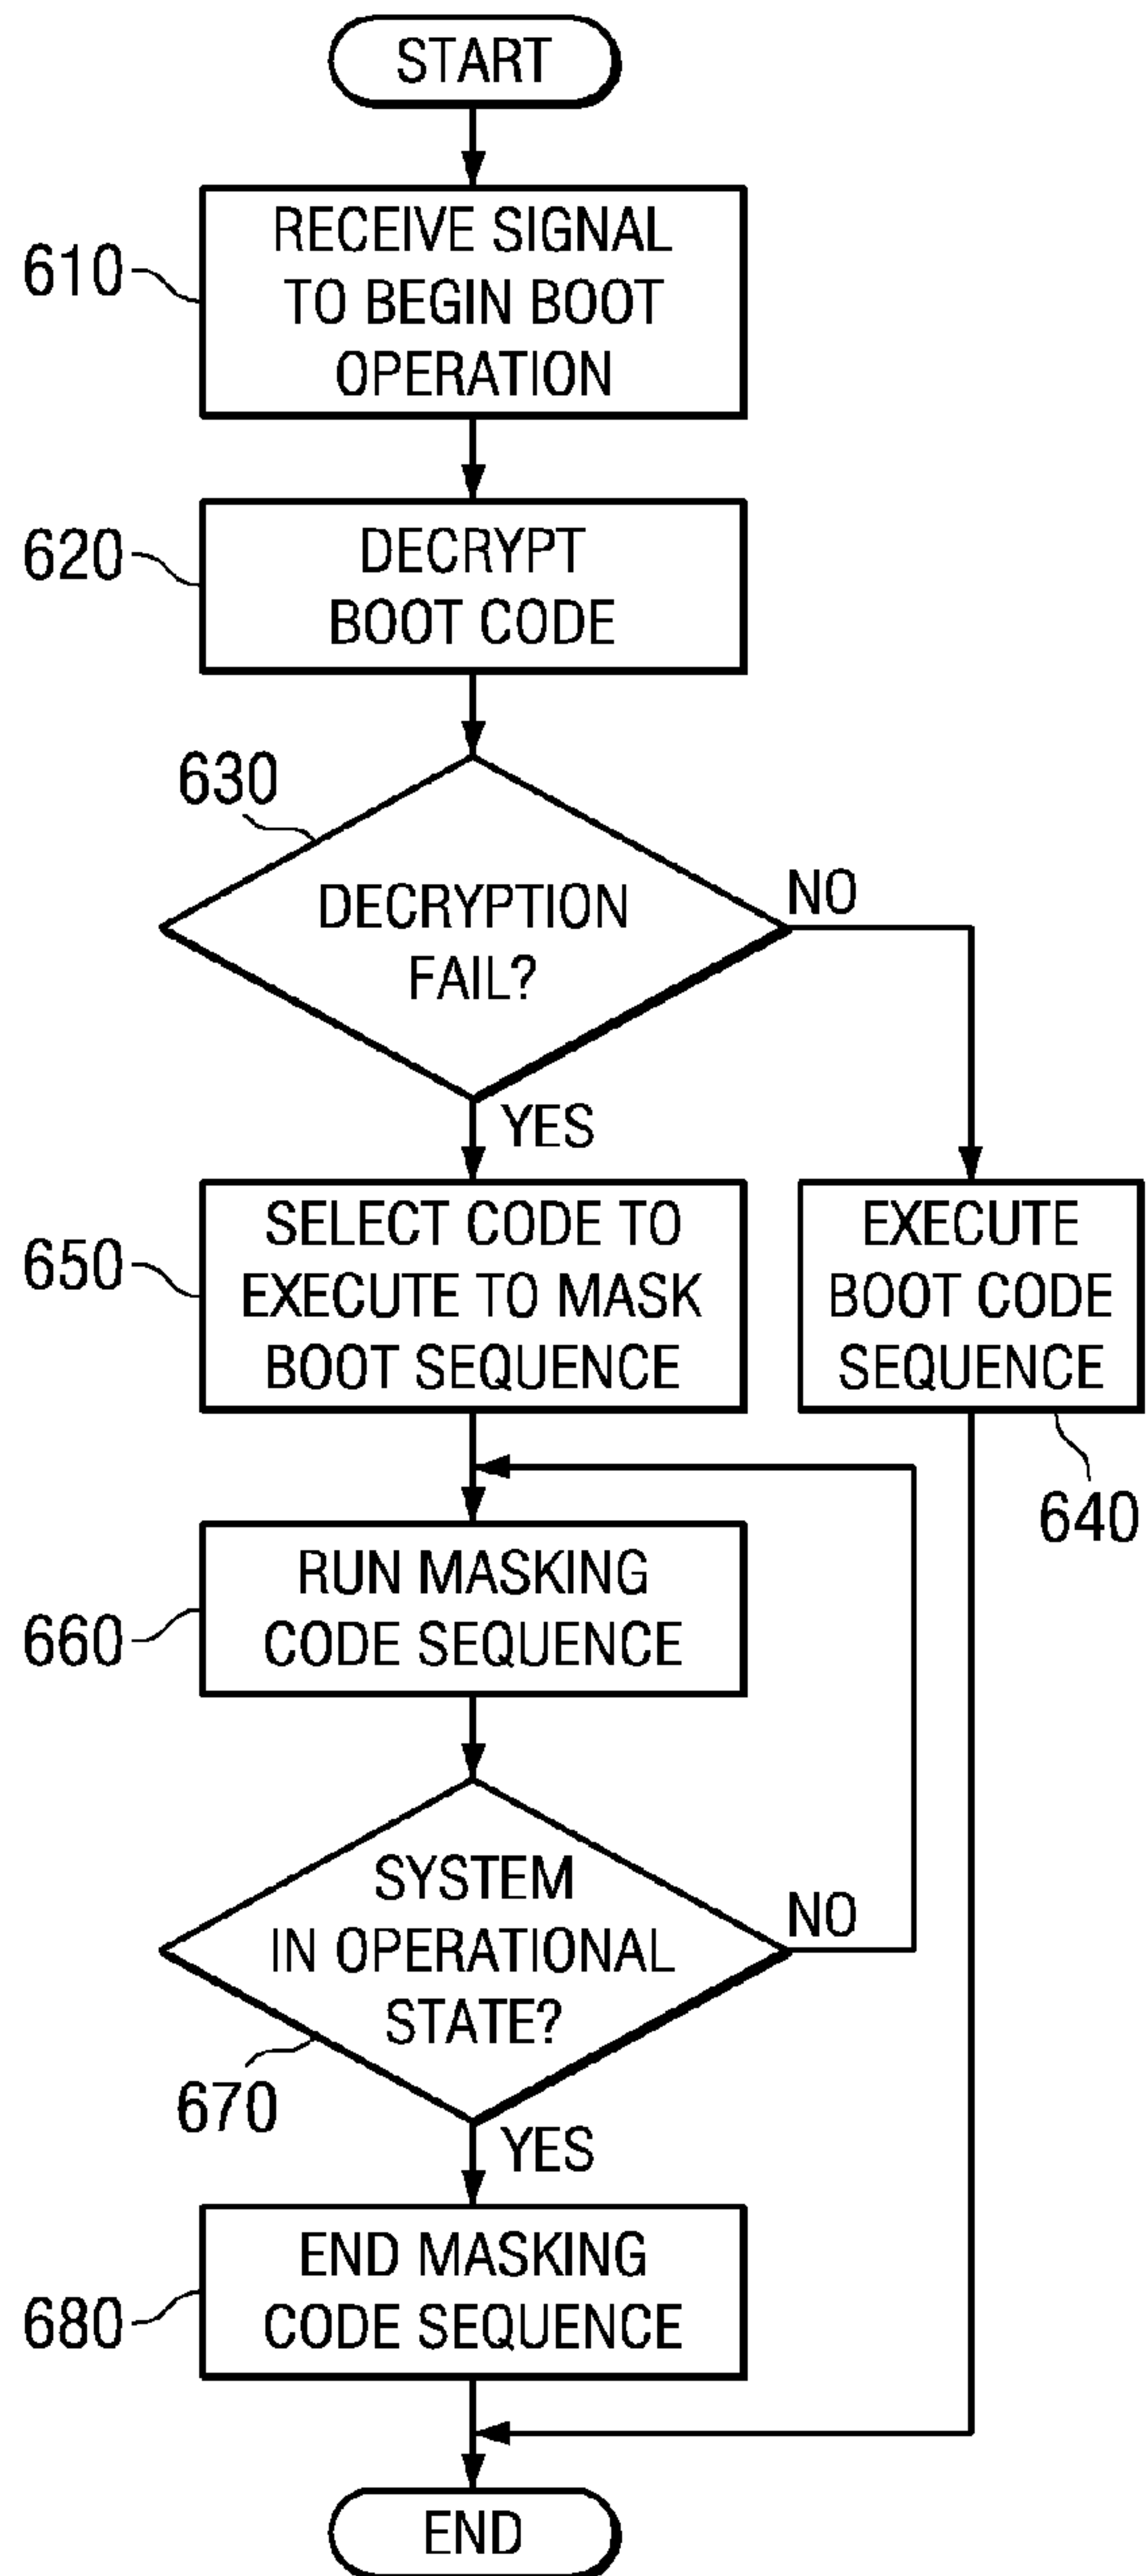 START
610
RECEIVE SIGNAL
TO BEGIN BOOT
OPERATION
620
DECRYPT
BOOT CODE
630
DECRYPTION
FAIL?
NO
YES
650
SELECT CODE TO
EXECUTE TO MASK
BOOT SEQUENCE
EXECUTE
BOOT CODE
SEQUENCE
640
660
RUN MASKING
CODE SEQUENCE
SYSTEM
IN OPERATIONAL
STATE?
NO
670
YES
680
END MASKING
CODE SEQUENCE
END